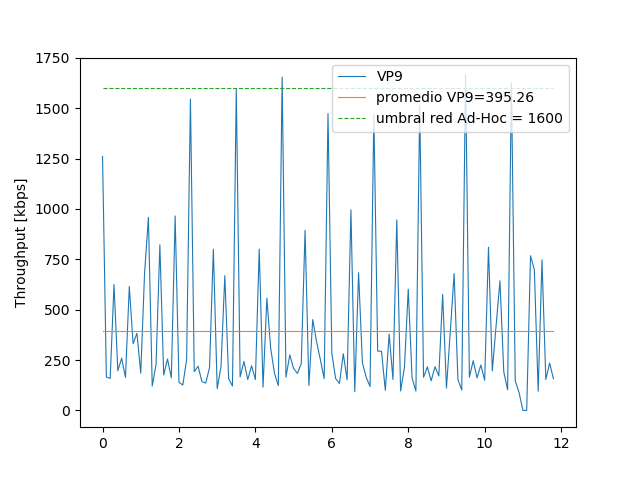 1750
1500
1250
1000
750
500
250
0
Throughput [kbps]
VP9
promedio VP9=395.26
umbral red Ad-Hoc = 1600
0 2 4 6 8 10 12